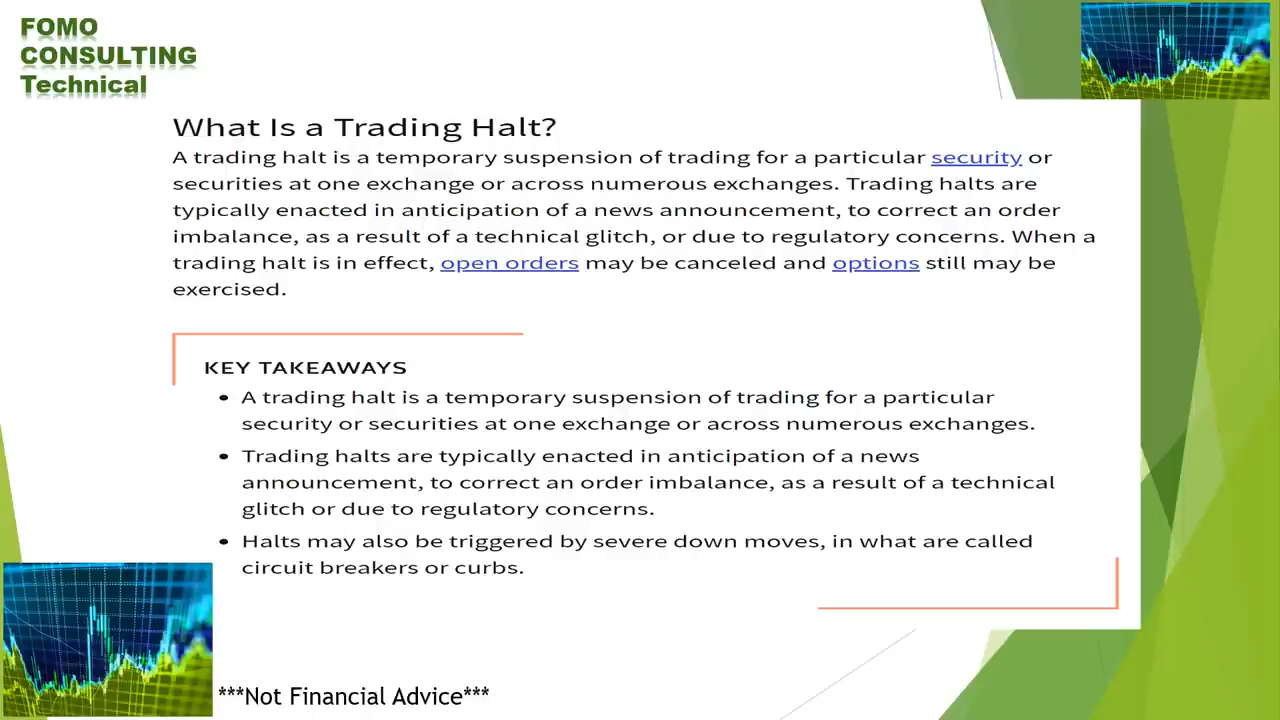 FOMO
CONSULTING
Technical
What Is a Trading Halt?
A trading halt is a temporary suspension of trading for a particular security or
securities at one exchange or across numerous exchanges. Trading halts are
typically enacted in anticipation of a news announcement, to correct an order
imbalance, as a result of a technical glitch, or due to regulatory concerns. When a
trading halt is in effect, open orders may be canceled and options still may be
exercised.
KEY TAKEAWAYS
• A trading halt is a temporary suspension of trading for a particular
security or securities at one exchange or across numerous exchanges.
• Trading halts are typically enacted in anticipation of a news
announcement, to correct an order imbalance, as a result of a technical
glitch or due to regulatory concerns.
• Halts may also be triggered by severe down moves, in what are called
circuit breakers or curbs.
***Not Financial Advice***